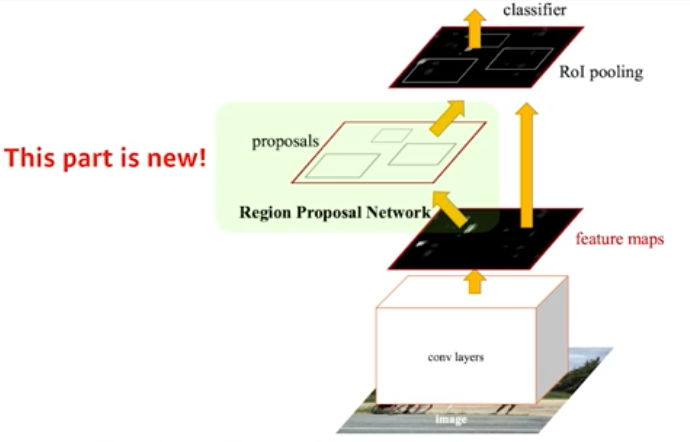 classifier
RoI pooling
proposals
This part is new!
Region Proposal Network
feature maps
conv layers
image